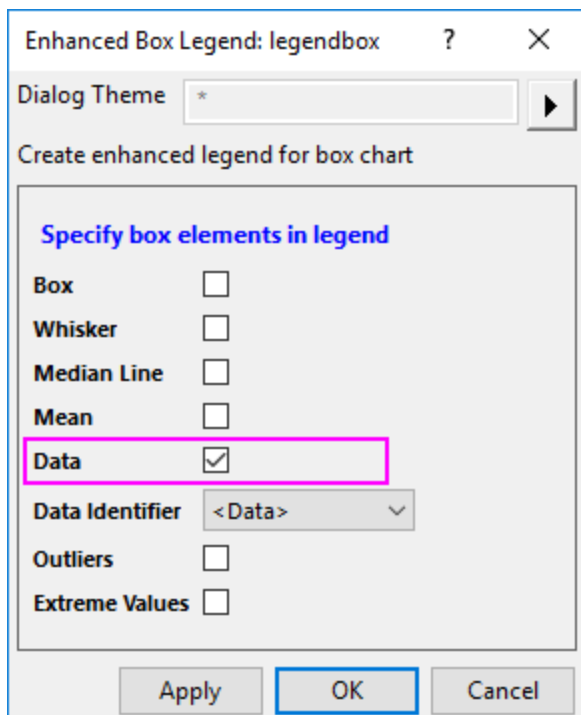 Enhanced Box Legend: legendbox ?
Dialog Theme *
Create enhanced legend for box chart
Specify box elements in legend
Box
Whisker
Median Line
Mean
Data
Data Identifier <Data>
Outliers
Extreme Values
Apply OK Cancel